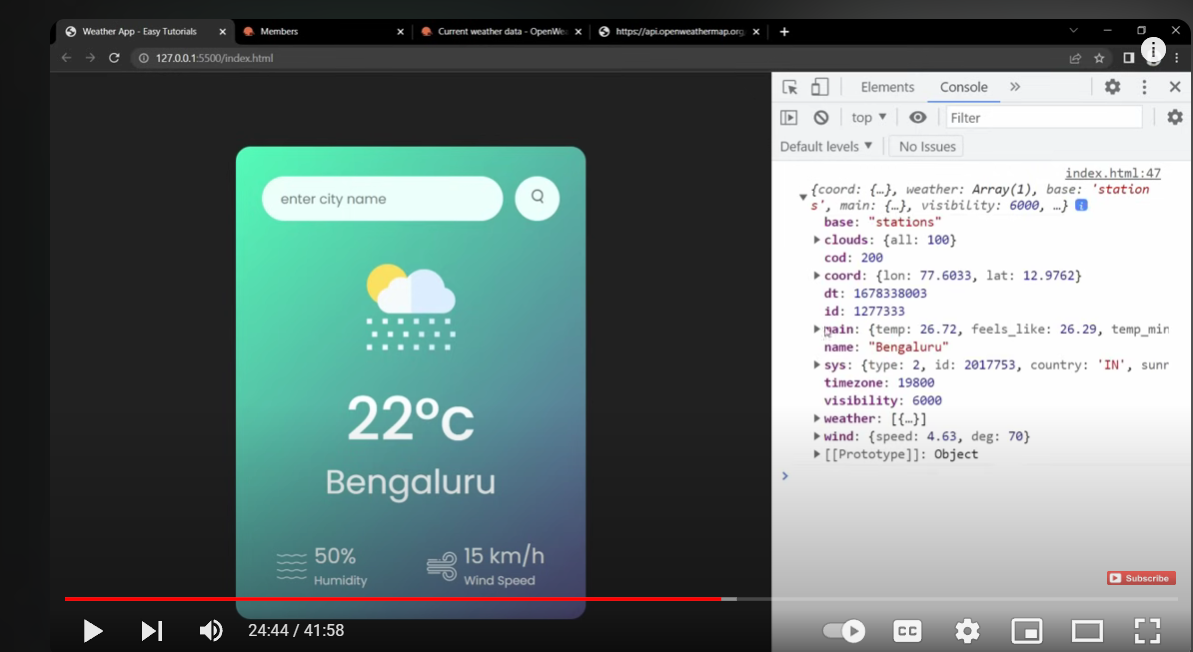 Weather App - Easy Tutorials
Members
Current weather data - OpenWe
https://api.openweathermap.org
127.0.0.1:5500/index.html
enter city name
22°c
Bengaluru
50%
Humidity
15 km/h
Wind Speed
Elements Console
top Filter
Default levels No Issues
index.html:47
{coord: {…}, weather: Array(1), base: 'station
s', main: {…}, visibility: 6000, …}
base: "stations"
clouds: {all: 100}
cod: 200
coord: {lon: 77.6033, lat: 12.9762}
dt: 1678338003
id: 1277333
main: {temp: 26.72, feels_like: 26.29, temp_min
name: "Bengaluru"
sys: {type: 2, id: 2017753, country: 'IN', sunr
timezone: 19800
visibility: 6000
weather: [{…}]
wind: {speed: 4.63, deg: 70}
[[Prototype]]: Object
Subscribe
24:44 / 41:58
CC